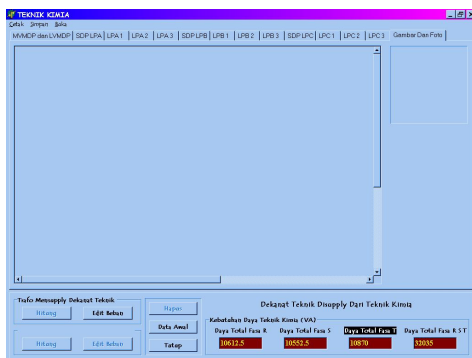 TEKNIK KIMIA
Cetak Simpan Buka
MVMDP dan LVMDP SDP LPA LPA 1 LPA 2 LPA 3 SDP LPB LPB 1 LPB 2 LPB 3 SDP LPC LPC 1 LPC 2 LPC 3 Gambar Dan Foto
Trafo Mensupply Dekanat Teknik
Hitung Edit Beban
Hitung Edit Beban
Hapus
Data Awal
Tutup
Dekanat Teknik Disupply Dari Teknik Kimia
Kebutuhan Daya Teknik Kimia (VA)
Daya Total Fasa R Daya Total Fasa S Daya Total Fasa T Daya Total Fasa R S T
10612.5 10552.5 10870 32035